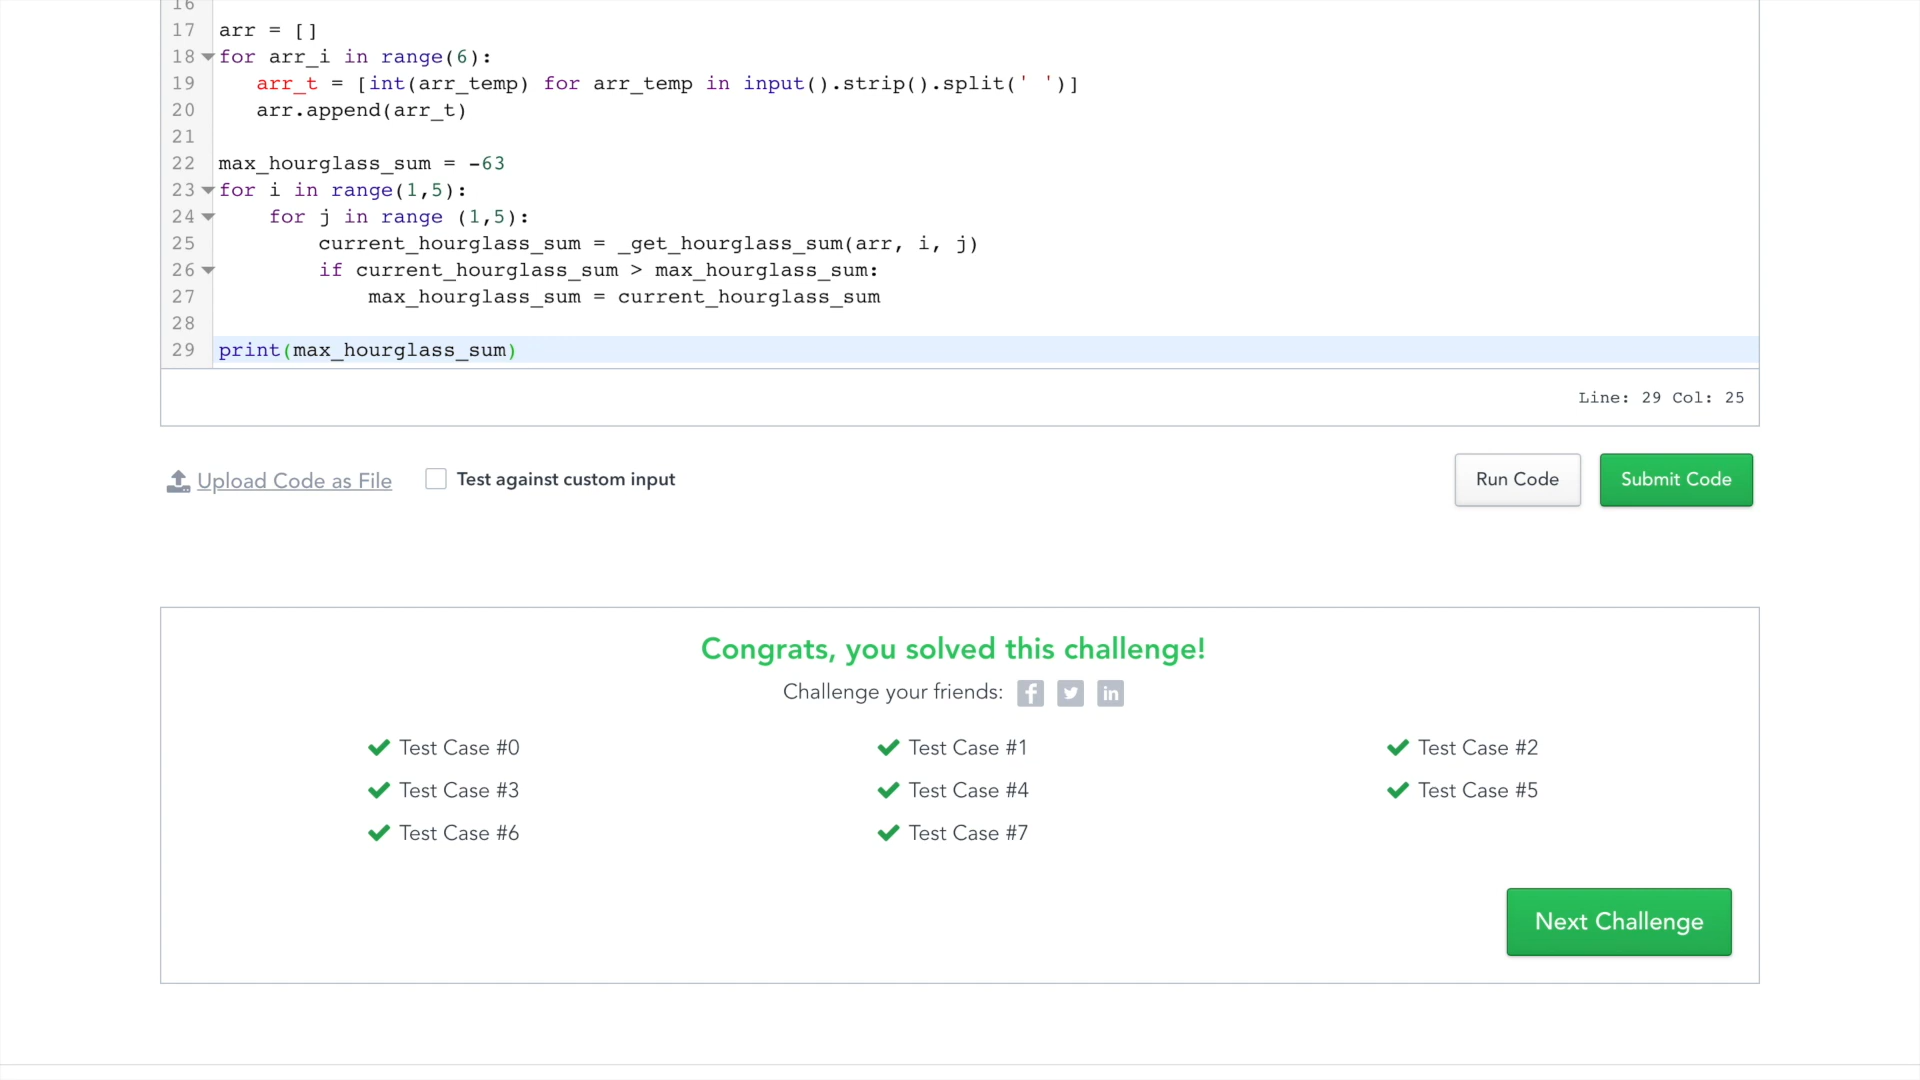 16
17 arr = []
18 for arr_i in range(6):
19 arr_t = [int(arr_temp) for arr_temp in input().strip().split(' ')]
20 arr.append(arr_t)
21
22 max_hourglass_sum = -63
23 for i in range(1,5):
24 for j in range (1,5):
25 current_hourglass_sum = _get_hourglass_sum(arr, i, j)
26 if current_hourglass_sum > max_hourglass_sum:
27 max_hourglass_sum = current_hourglass_sum
28
29 print(max_hourglass_sum)
Line: 29 Col: 25
Upload Code as File Test against custom input Run Code Submit Code
Congrats, you solved this challenge!
Challenge your friends:
Test Case #0 Test Case #1 Test Case #2
Test Case #3 Test Case #4 Test Case #5
Test Case #6 Test Case #7
Next Challenge